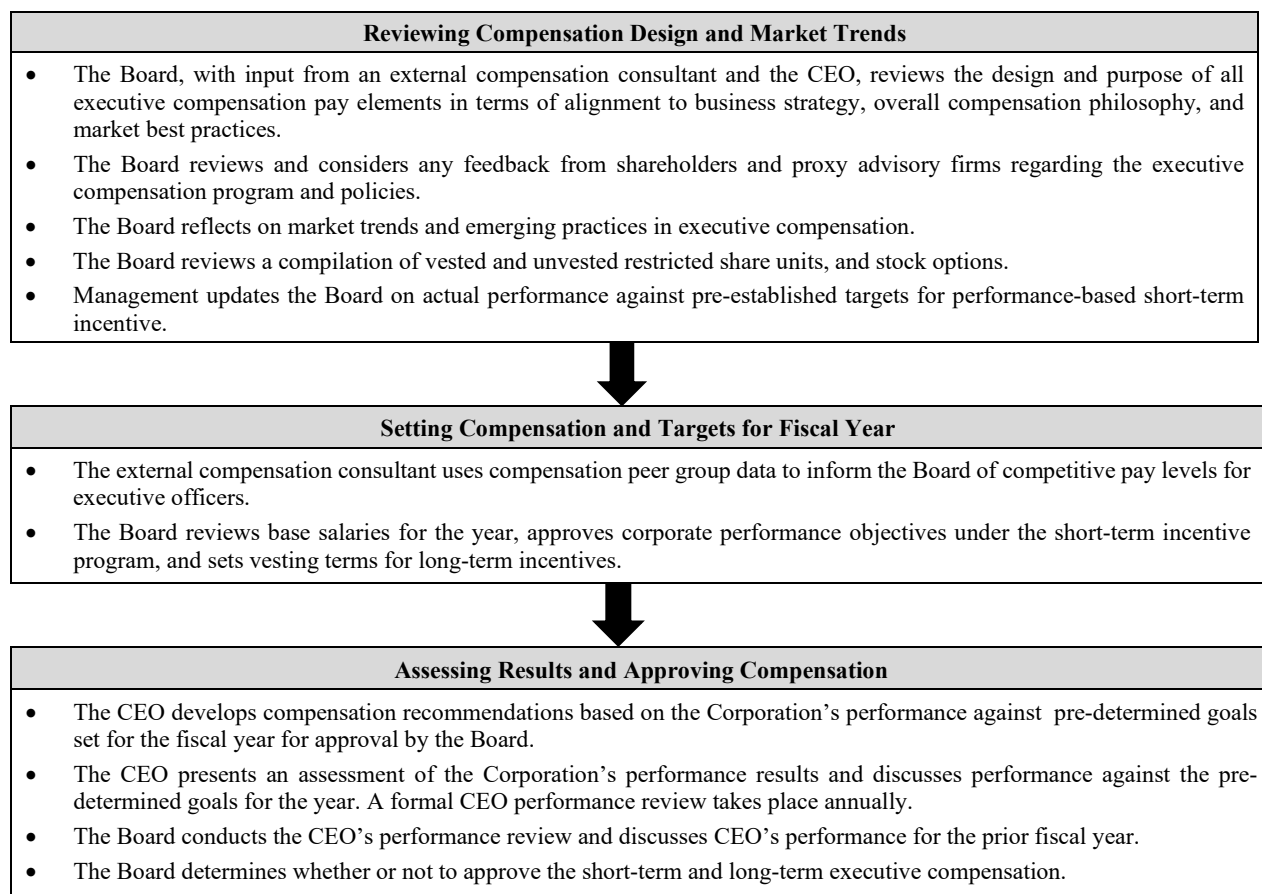 Reviewing Compensation Design and Market Trends
• The Board, with input from an external compensation consultant and the CEO, reviews the design and purpose of all
executive compensation pay elements in terms of alignment to business strategy, overall compensation philosophy, and
market best practices.
• The Board reviews and considers any feedback from shareholders and proxy advisory firms regarding the executive
compensation program and policies.
• The Board reflects on market trends and emerging practices in executive compensation.
• The Board reviews a compilation of vested and unvested restricted share units, and stock options.
• Management updates the Board on actual performance against pre-established targets for performance-based short-term
incentive.
Setting Compensation and Targets for Fiscal Year
• The external compensation consultant uses compensation peer group data to inform the Board of competitive pay levels for
executive officers.
• The Board reviews base salaries for the year, approves corporate performance objectives under the short-term incentive
program, and sets vesting terms for long-term incentives.
Assessing Results and Approving Compensation
• The CEO develops compensation recommendations based on the Corporation’s performance against pre-determined goals
set for the fiscal year for approval by the Board.
• The CEO presents an assessment of the Corporation’s performance results and discusses performance against the pre-
determined goals for the year. A formal CEO performance review takes place annually.
• The Board conducts the CEO’s performance review and discusses CEO’s performance for the prior fiscal year.
• The Board determines whether or not to approve the short-term and long-term executive compensation.